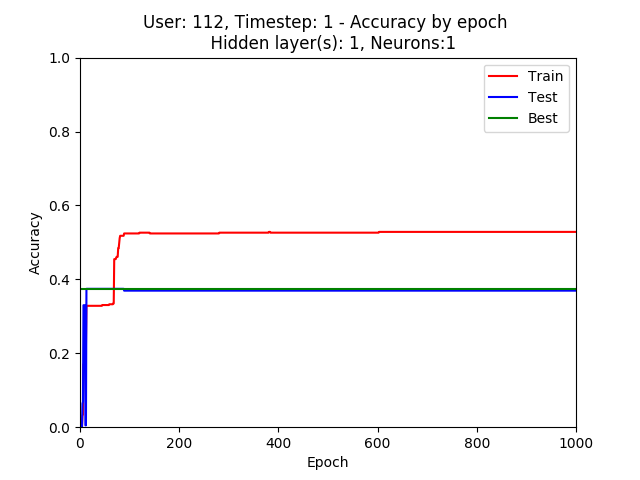 User: 112, Timestep: 1 - Accuracy by epoch
Hidden layer(s): 1, Neurons:1
1.0
0.8
0.6
0.4
0.2
0.0
Accuracy
Train
Test
Best
0 200 400 600 800 1000
Epoch